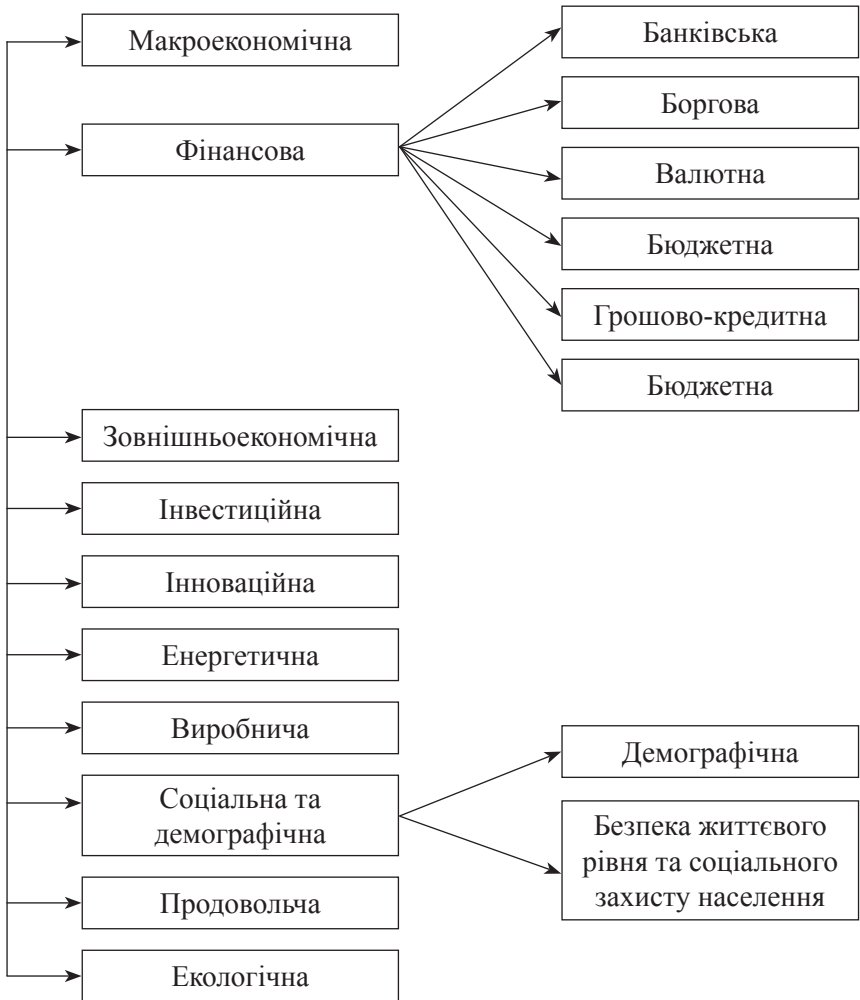 Макроекономічна
Фінансова
Банківська
Боргова
Валютна
Бюджетна
Грошово-кредитна
Бюджетна
Зовнішньоекономічна
Інвестиційна
Інноваційна
Енергетична
Виробнича
Соціальна та
демографічна
Демографічна
Безпека життєвого
рівня та соціального
захисту населення
Продовольча
Екологічна